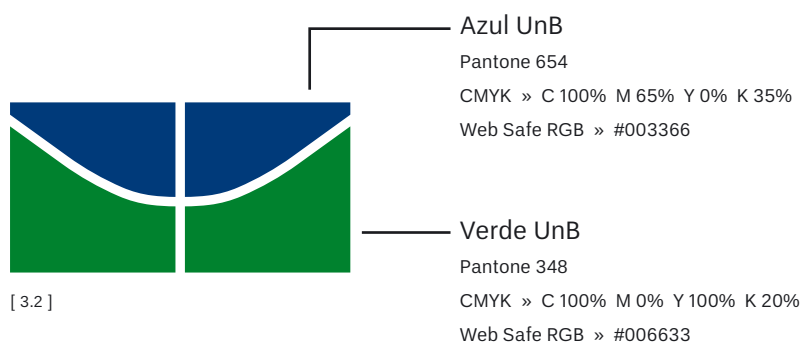 Azul UnB
Pantone 654
CMYK » C 100% M 65% Y 0% K 35%
Web Safe RGB » #003366
Verde UnB
Pantone 348
CMYK » C 100% M 0% Y 100% K 20%
Web Safe RGB » #006633
[ 3.2 ]